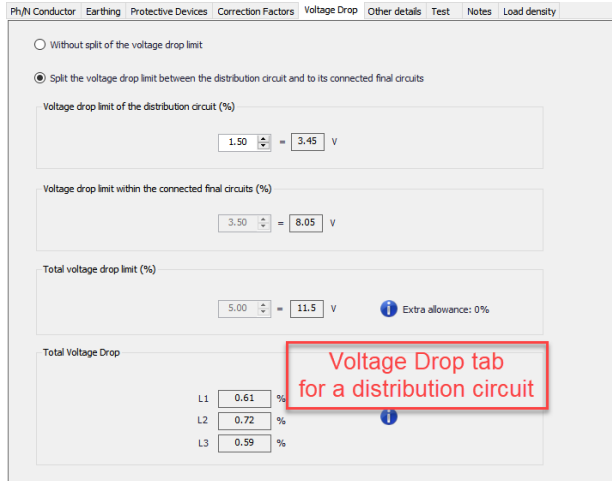 Ph/N Conductor Earthing Protective Devices Correction Factors Voltage Drop Other details Test Notes Load density
Without split of the voltage drop limit
Split the voltage drop limit between the distribution circuit and to its connected final circuits
Voltage drop limit of the distribution circuit (%)
1.50 = 3.45 V
Voltage drop limit within the connected final circuits (%)
3.50 = 8.05 V
Total voltage drop limit (%)
5.00 = 11.5 V Extra allowance: 0%
Total Voltage Drop
Voltage Drop tab
for a distribution circuit
L1 0.61 %
L2 0.72 %
L3 0.59 %